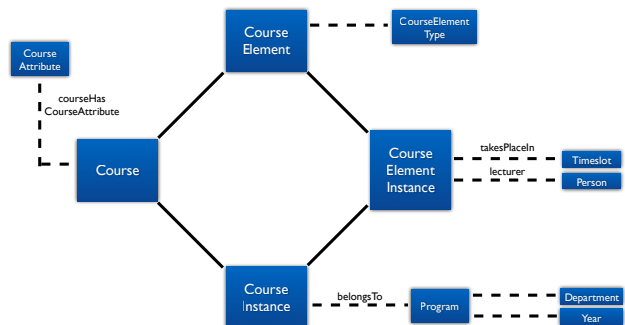 Course
Element
CourseElement
Type
Course
Attribute
courseHas
CourseAttribute
Course
Course
Element
Instance
takesPlaceIn
Timeslot
lecturer
Person
Course
Instance
belongsTo
Program
Department
Year